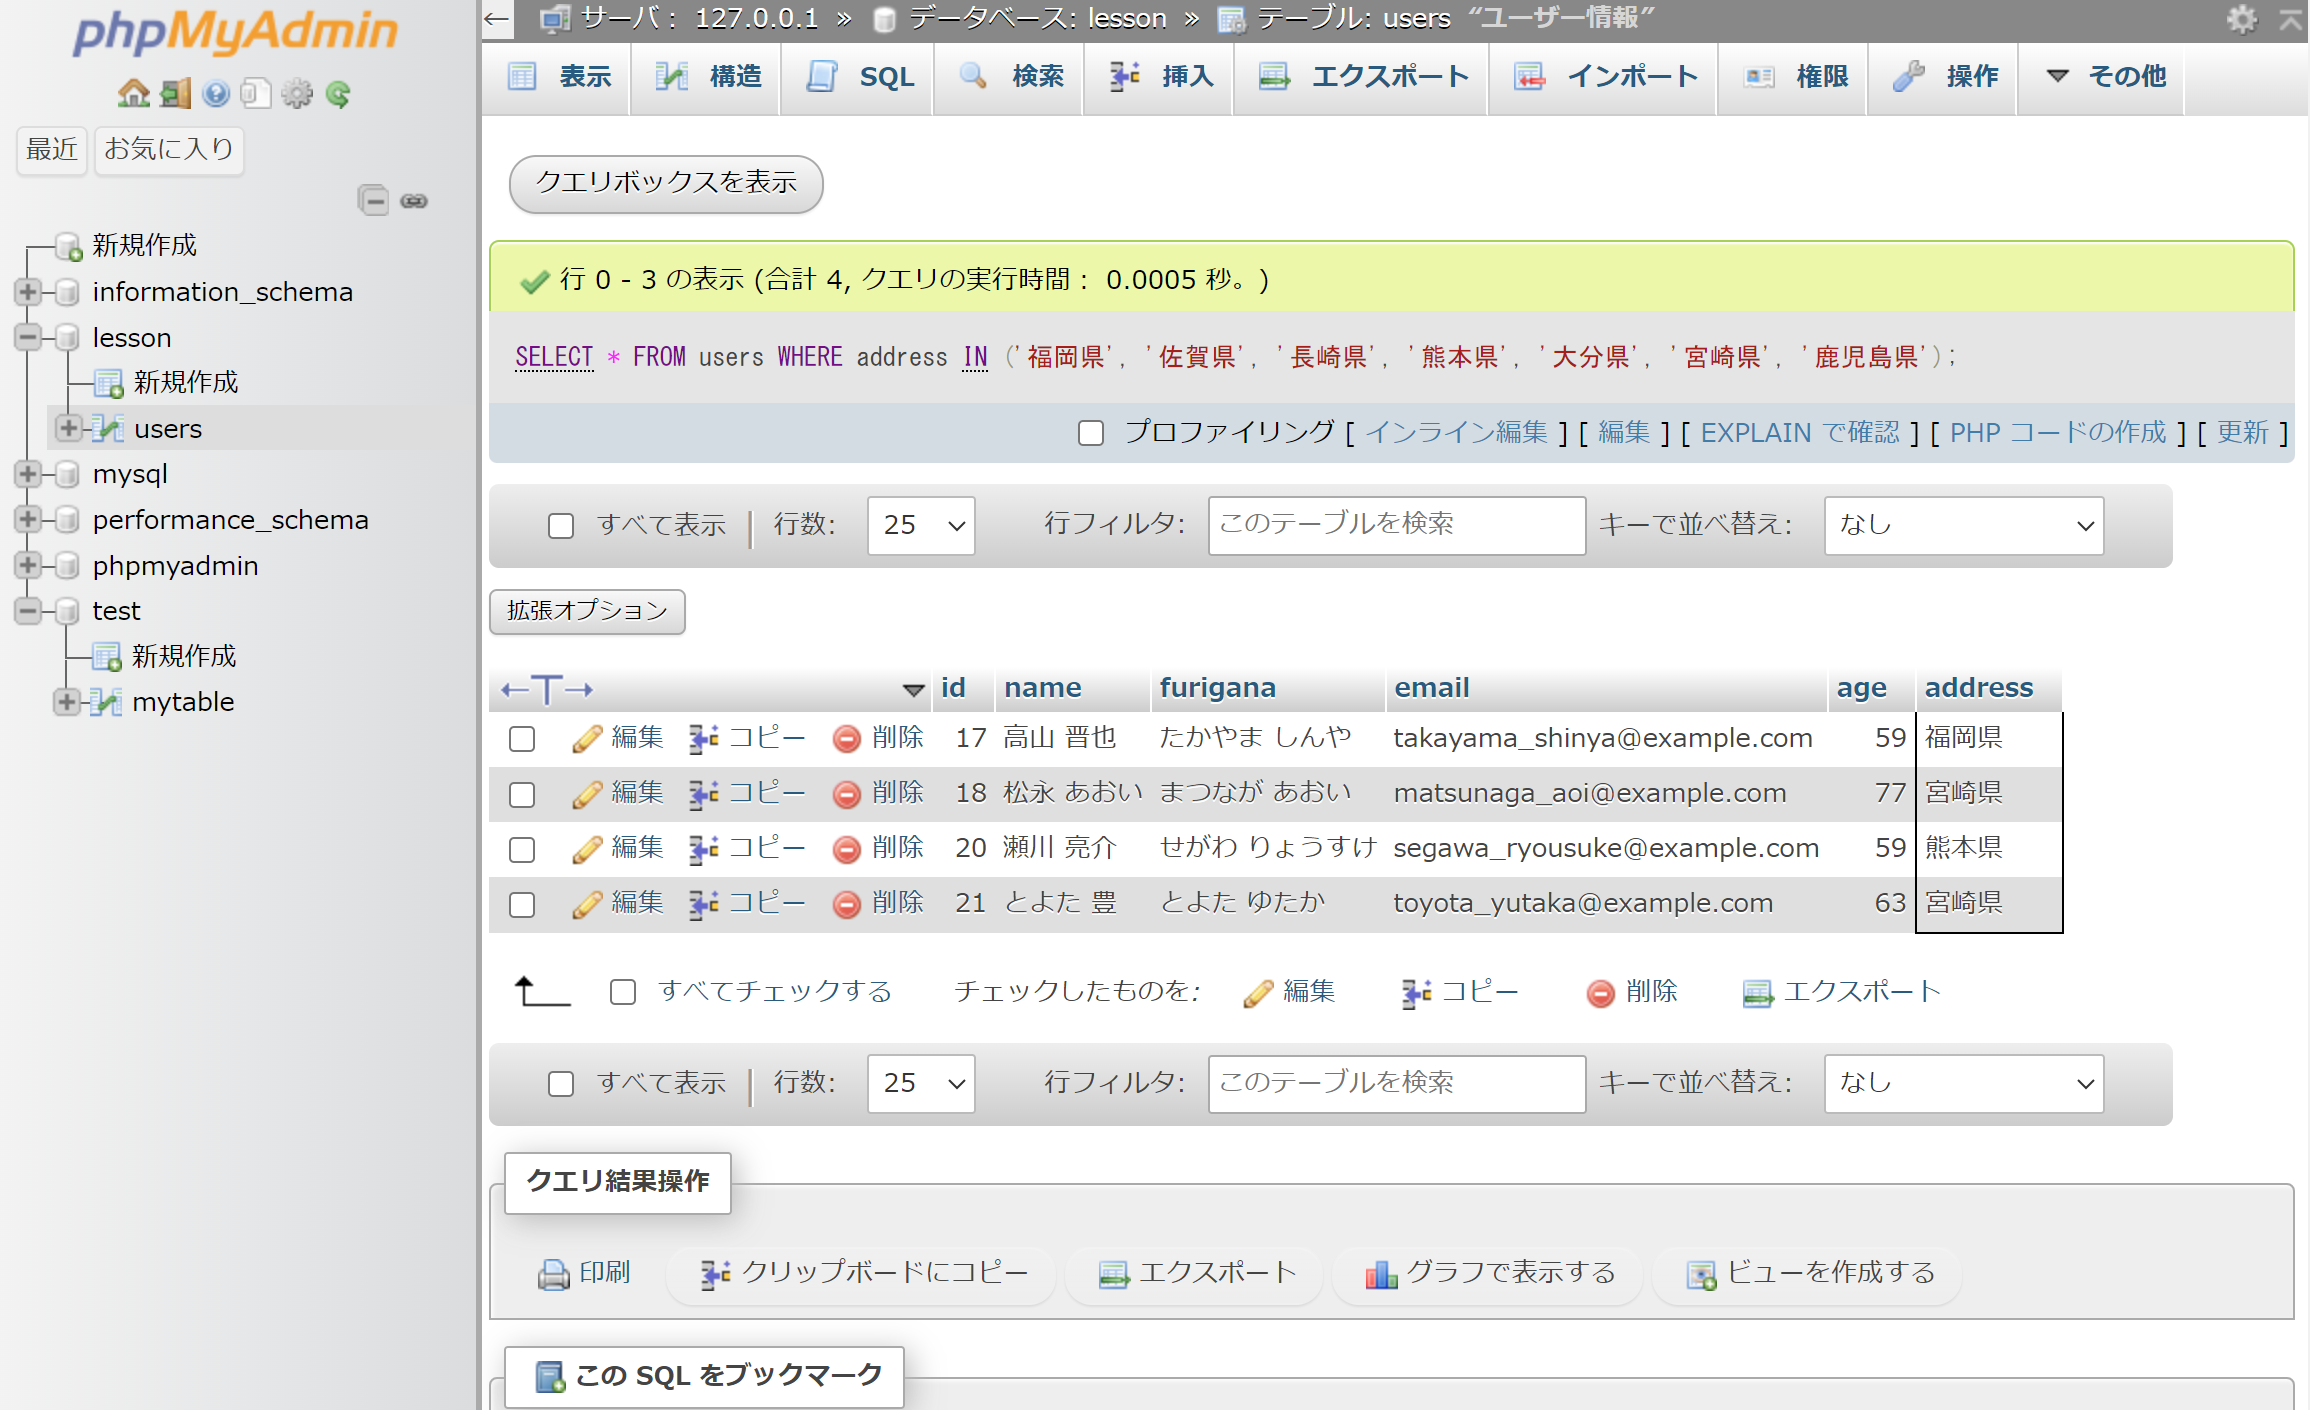 phpMyAdmin
最近 お気に入り
新規作成
information_schema
lesson
新規作成
users
mysql
performance_schema
phpmyadmin
test
新規作成
mytable
← サーバ： 127.0.0.1 » データベース: lesson » テーブル: users “ユーザー情報”
表示 構造 SQL 検索 挿入 エクスポート インポート 権限 操作 その他
クエリボックスを表示
行 0 - 3 の表示 (合計 4, クエリの実行時間： 0.0005 秒。)
SELECT * FROM users WHERE address IN ('福岡県', '佐賀県', '長崎県', '熊本県', '大分県', '宮崎県', '鹿児島県');
プロファイリング [ インライン編集 ] [ 編集 ] [ EXPLAIN で確認 ] [ PHP コードの作成 ] [ 更新 ]
すべて表示 行数: 25 行フィルタ: このテーブルを検索 キーで並べ替え: なし
拡張オプション
←T→ id name furigana email age address
編集 コピー 削除 17 高山 晋也 たかやま しんや takayama_shinya@example.com 59 福岡県
編集 コピー 削除 18 松永 あおい まつなが あおい matsunaga_aoi@example.com 77 宮崎県
編集 コピー 削除 20 瀬川 亮介 せがわ りょうすけ segawa_ryousuke@example.com 59 熊本県
編集 コピー 削除 21 とよた 豊 とよた ゆたか toyota_yutaka@example.com 63 宮崎県
すべてチェックする チェックしたものを: 編集 コピー 削除 エクスポート
すべて表示 行数: 25 行フィルタ: このテーブルを検索 キーで並べ替え: なし
クエリ結果操作
印刷 クリップボードにコピー エクスポート グラフで表示する ビューを作成する
この SQL をブックマーク